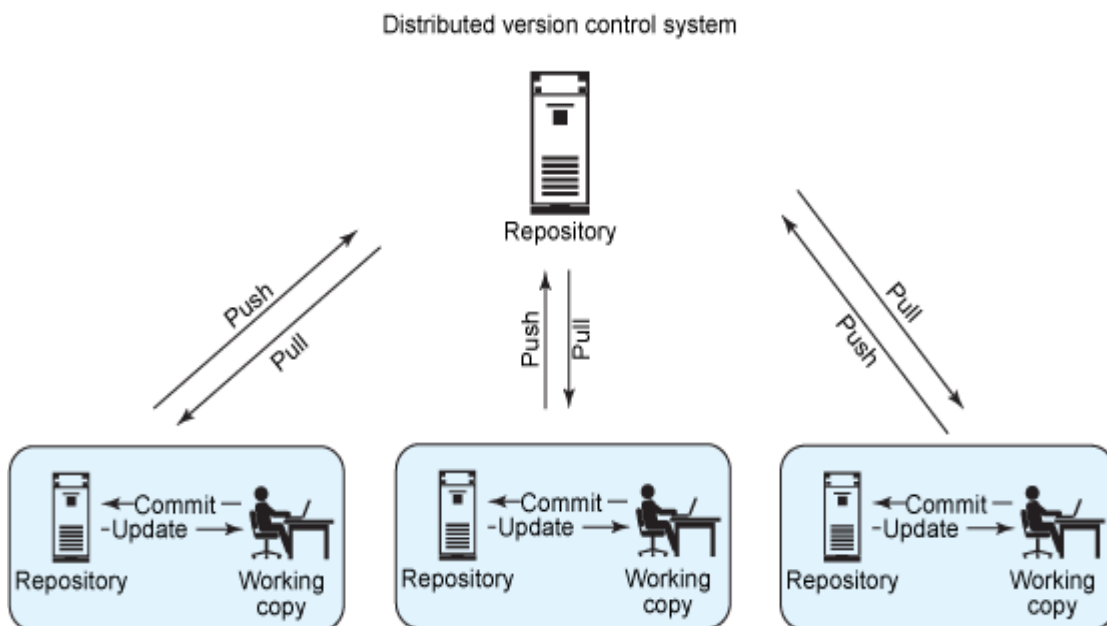 Distributed version control system
Repository
Push
Pull
Push
Pull
Pull
Push
Commit
Update
Repository
Working
copy
Commit
Update
Repository
Working
copy
Commit
Update
Repository
Working
copy